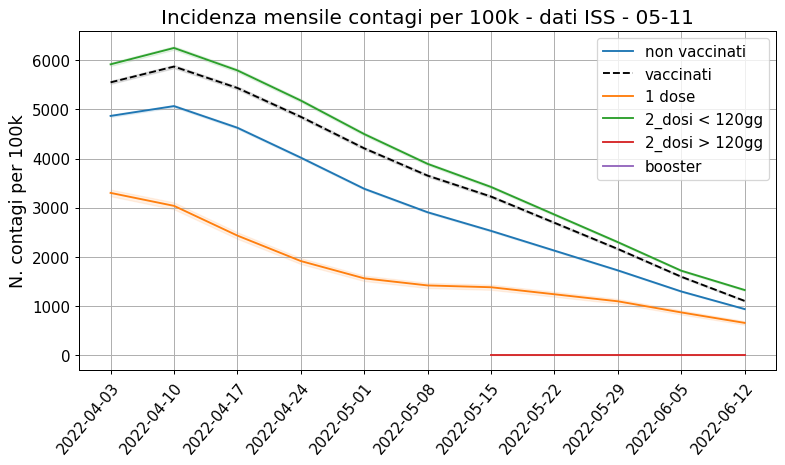 Incidenza mensile contagi per 100k - dati ISS - 05-11
N. contagi per 100k
6000
5000
4000
3000
2000
1000
0
non vaccinati
vaccinati
1 dose
2_dosi < 120gg
2_dosi > 120gg
booster
2022-04-03
2022-04-10
2022-04-17
2022-04-24
2022-05-01
2022-05-08
2022-05-15
2022-05-22
2022-05-29
2022-06-05
2022-06-12